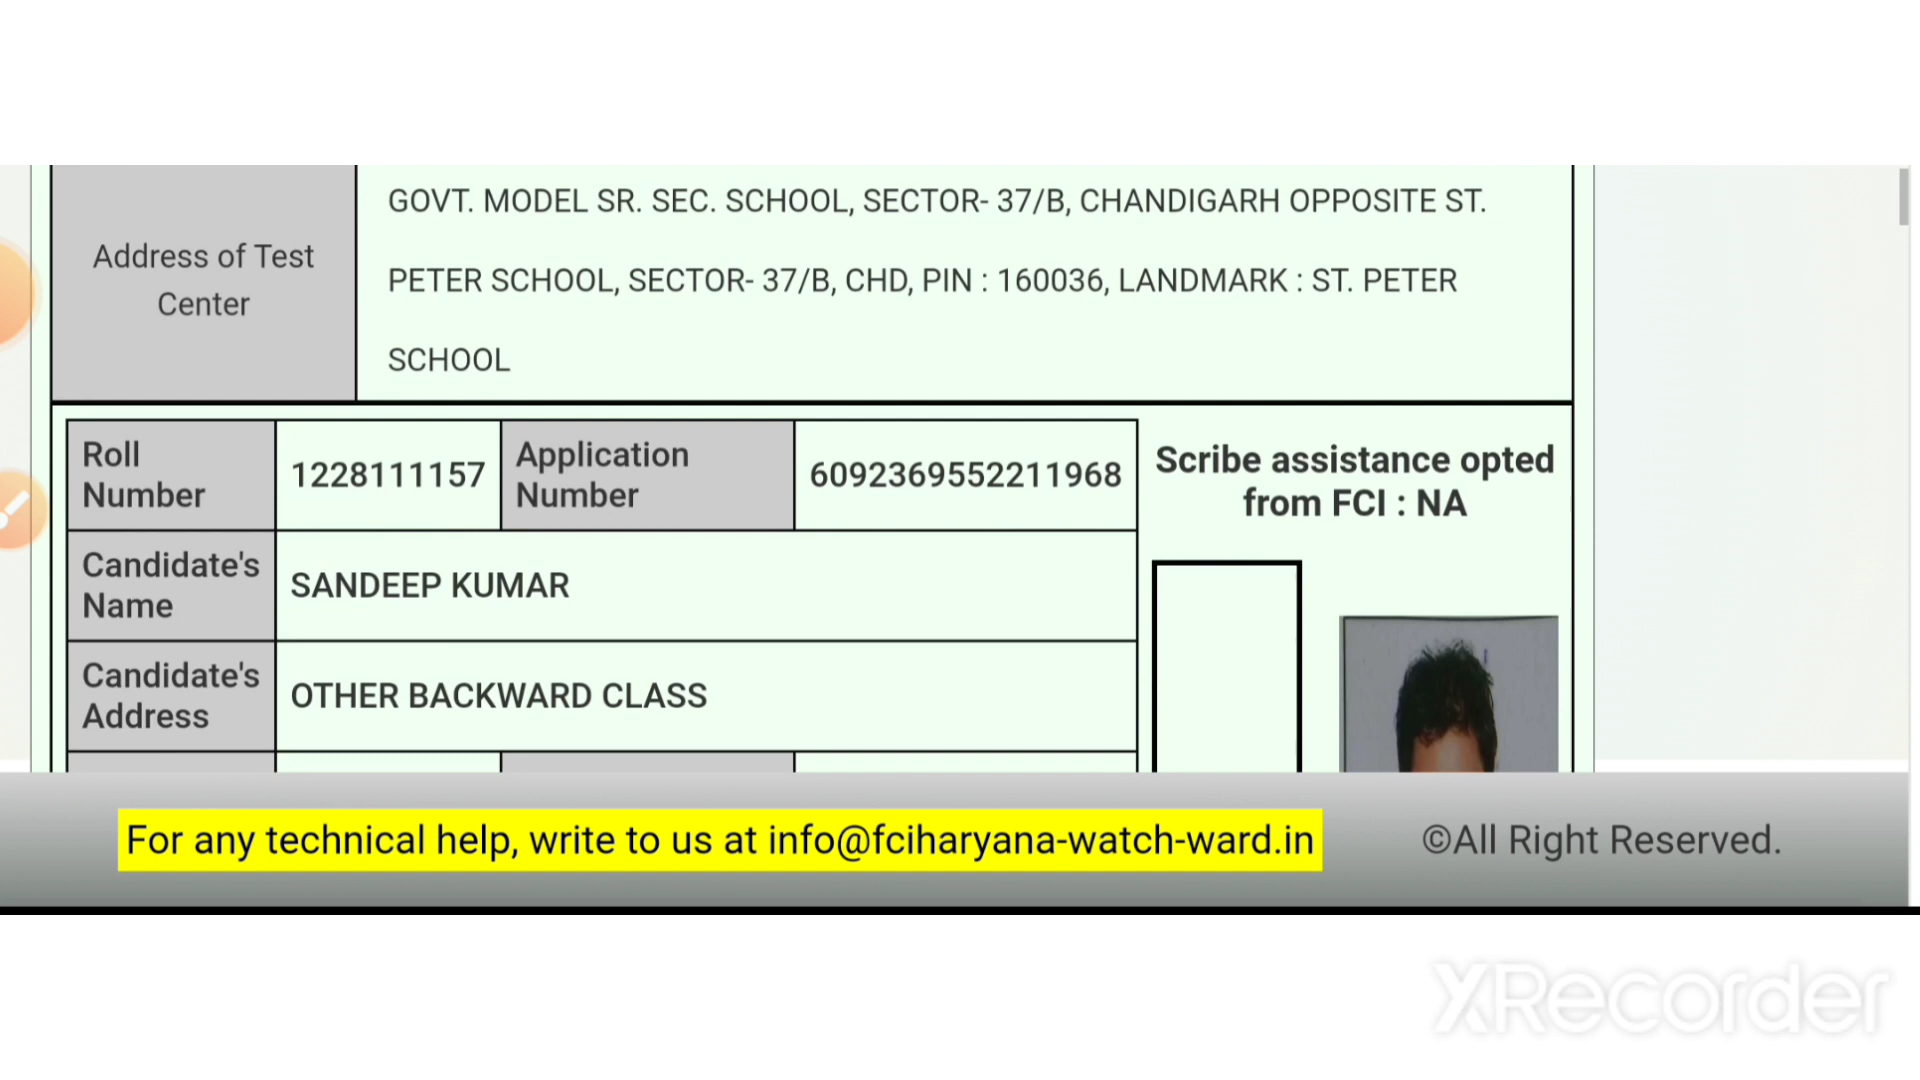 GOVT. MODEL SR. SEC. SCHOOL, SECTOR- 37/B, CHANDIGARH OPPOSITE ST.
Address of Test
Center
PETER SCHOOL, SECTOR- 37/B, CHD, PIN : 160036, LANDMARK : ST. PETER
SCHOOL
Roll
Number
1228111157
Application
Number
6092369552211968
Scribe assistance opted
from FCI : NA
Candidate's
Name
SANDEEP KUMAR
Candidate's
Address
OTHER BACKWARD CLASS
For any technical help, write to us at info@fciharyana-watch-ward.in
©All Right Reserved.
XRecorder